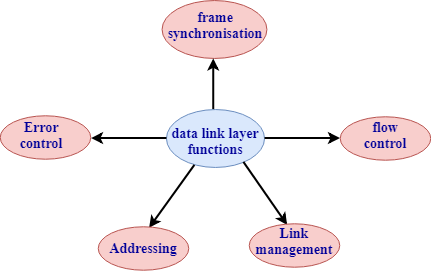 frame
synchronisation
Error
control
data link layer
functions
flow
control
Addressing
Link
management